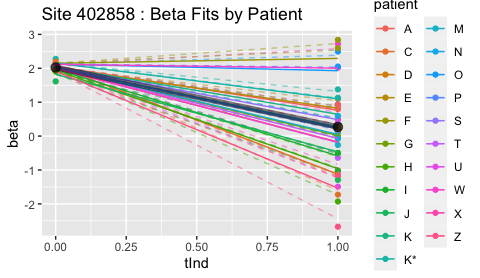 Site 402858 : Beta Fits by Patient
patient
3
2
1
0
-1
-2
beta
0.00 0.25 0.50 0.75 1.00
tInd
A M
C N
D O
E P
F S
G T
H U
I W
J X
K Z
K*